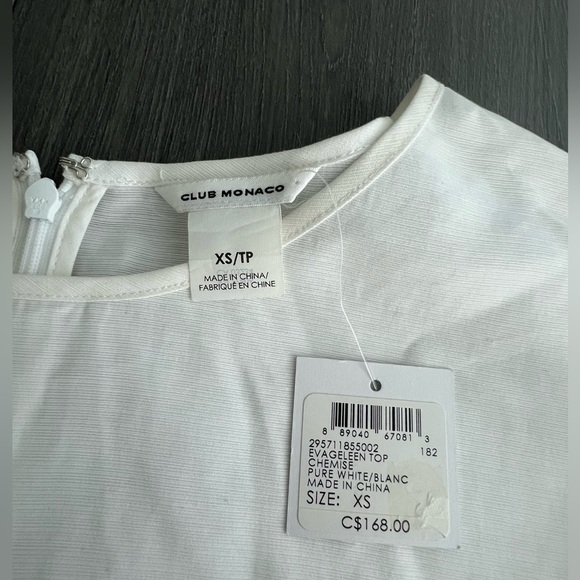 CLUB MONACO
XS/TP
MADE IN CHINA/
FABRIQUÉ EN CHINE
8 89040 67081 3
295711855002 182
EVAGELEEN TOP
CHEMISE
PURE WHITE/BLANC
MADE IN CHINA
SIZE: XS
C$168.00